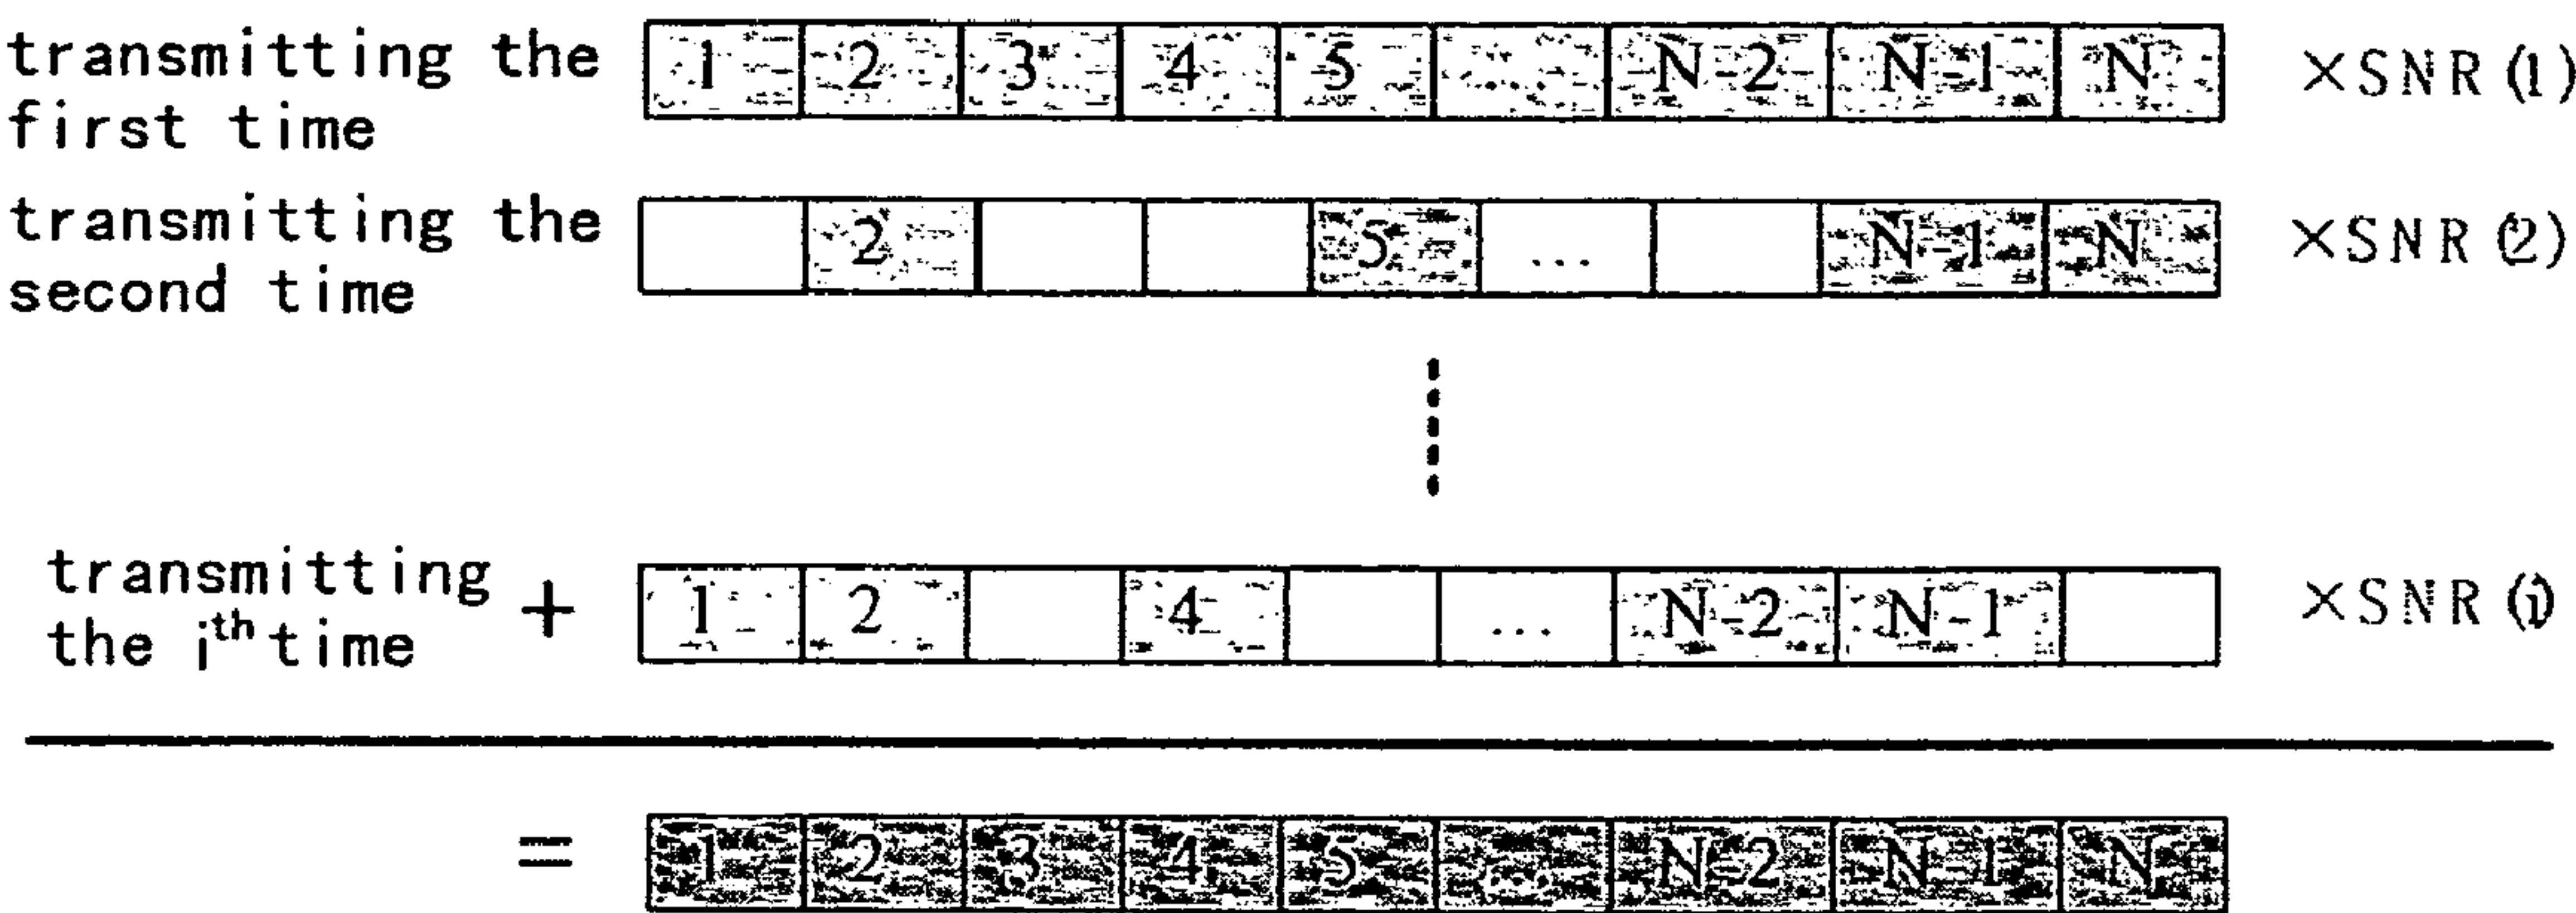 transmitting the first time 1 2 3 4 5 ... N-2 N-1 N ×SNR(1)
transmitting the second time 2 5 ... N-1 N ×SNR(2)
transmitting the ith time + 1 2 4 ... N-2 N-1 ×SNR(i)
= 1 2 3 4 5 ... N-2 N-1 N